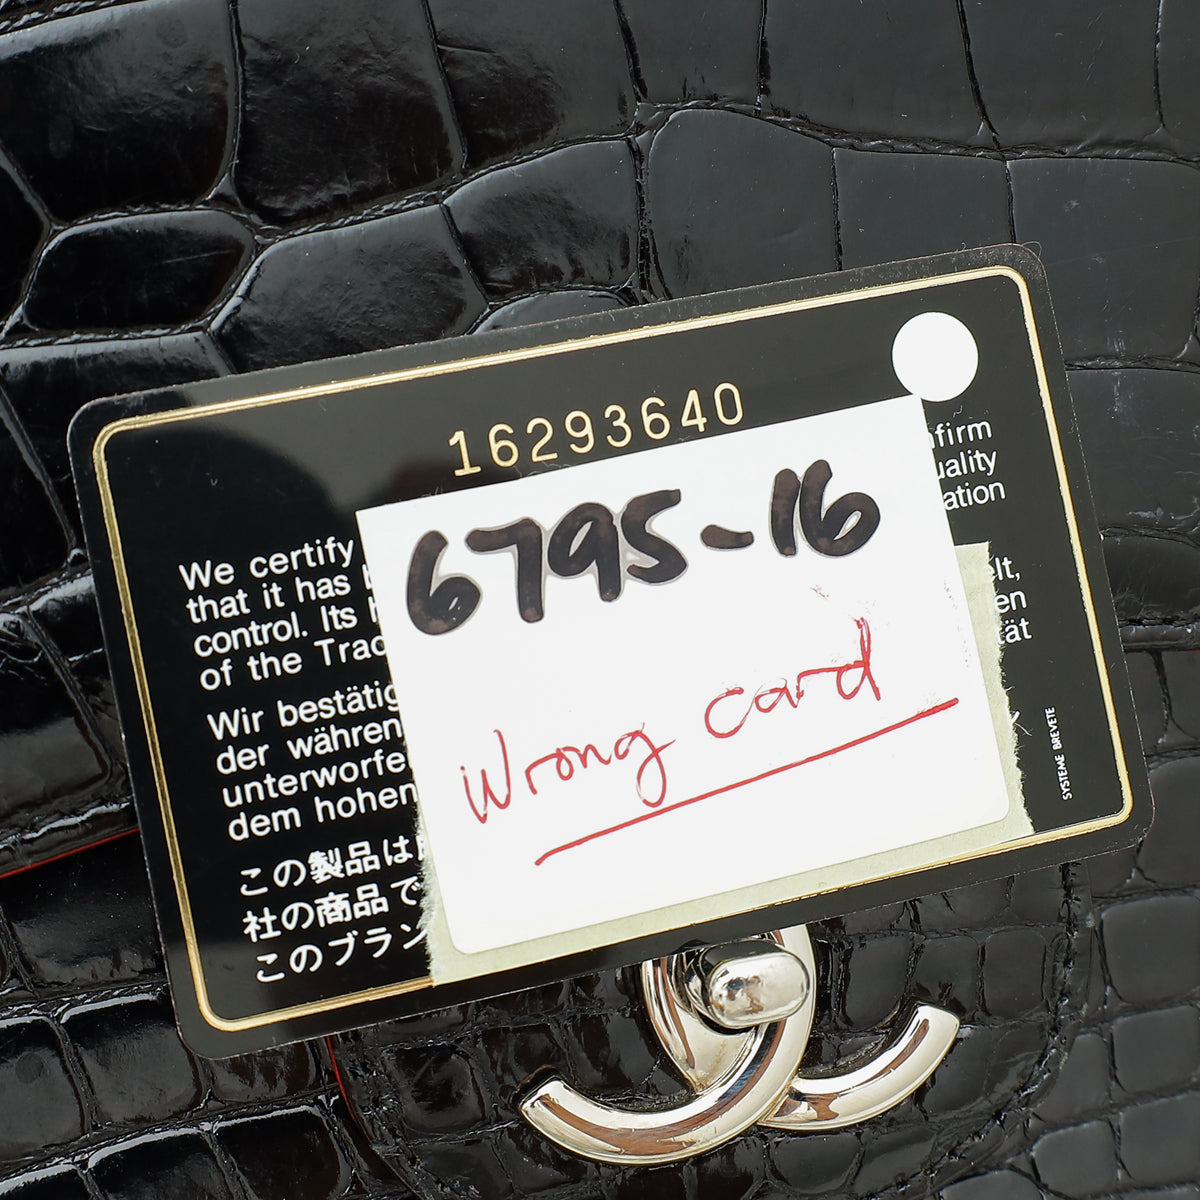 16293640
nfirm
uality
ation
6795-16
We certify
that it has
control. Its
of the Trad
elt,
en
tät
Wrong card
Wir bestätig
der währen
unterworfe
dem hohen
SYSTEME BREVETE
この製品は
社の商品で
このブラン